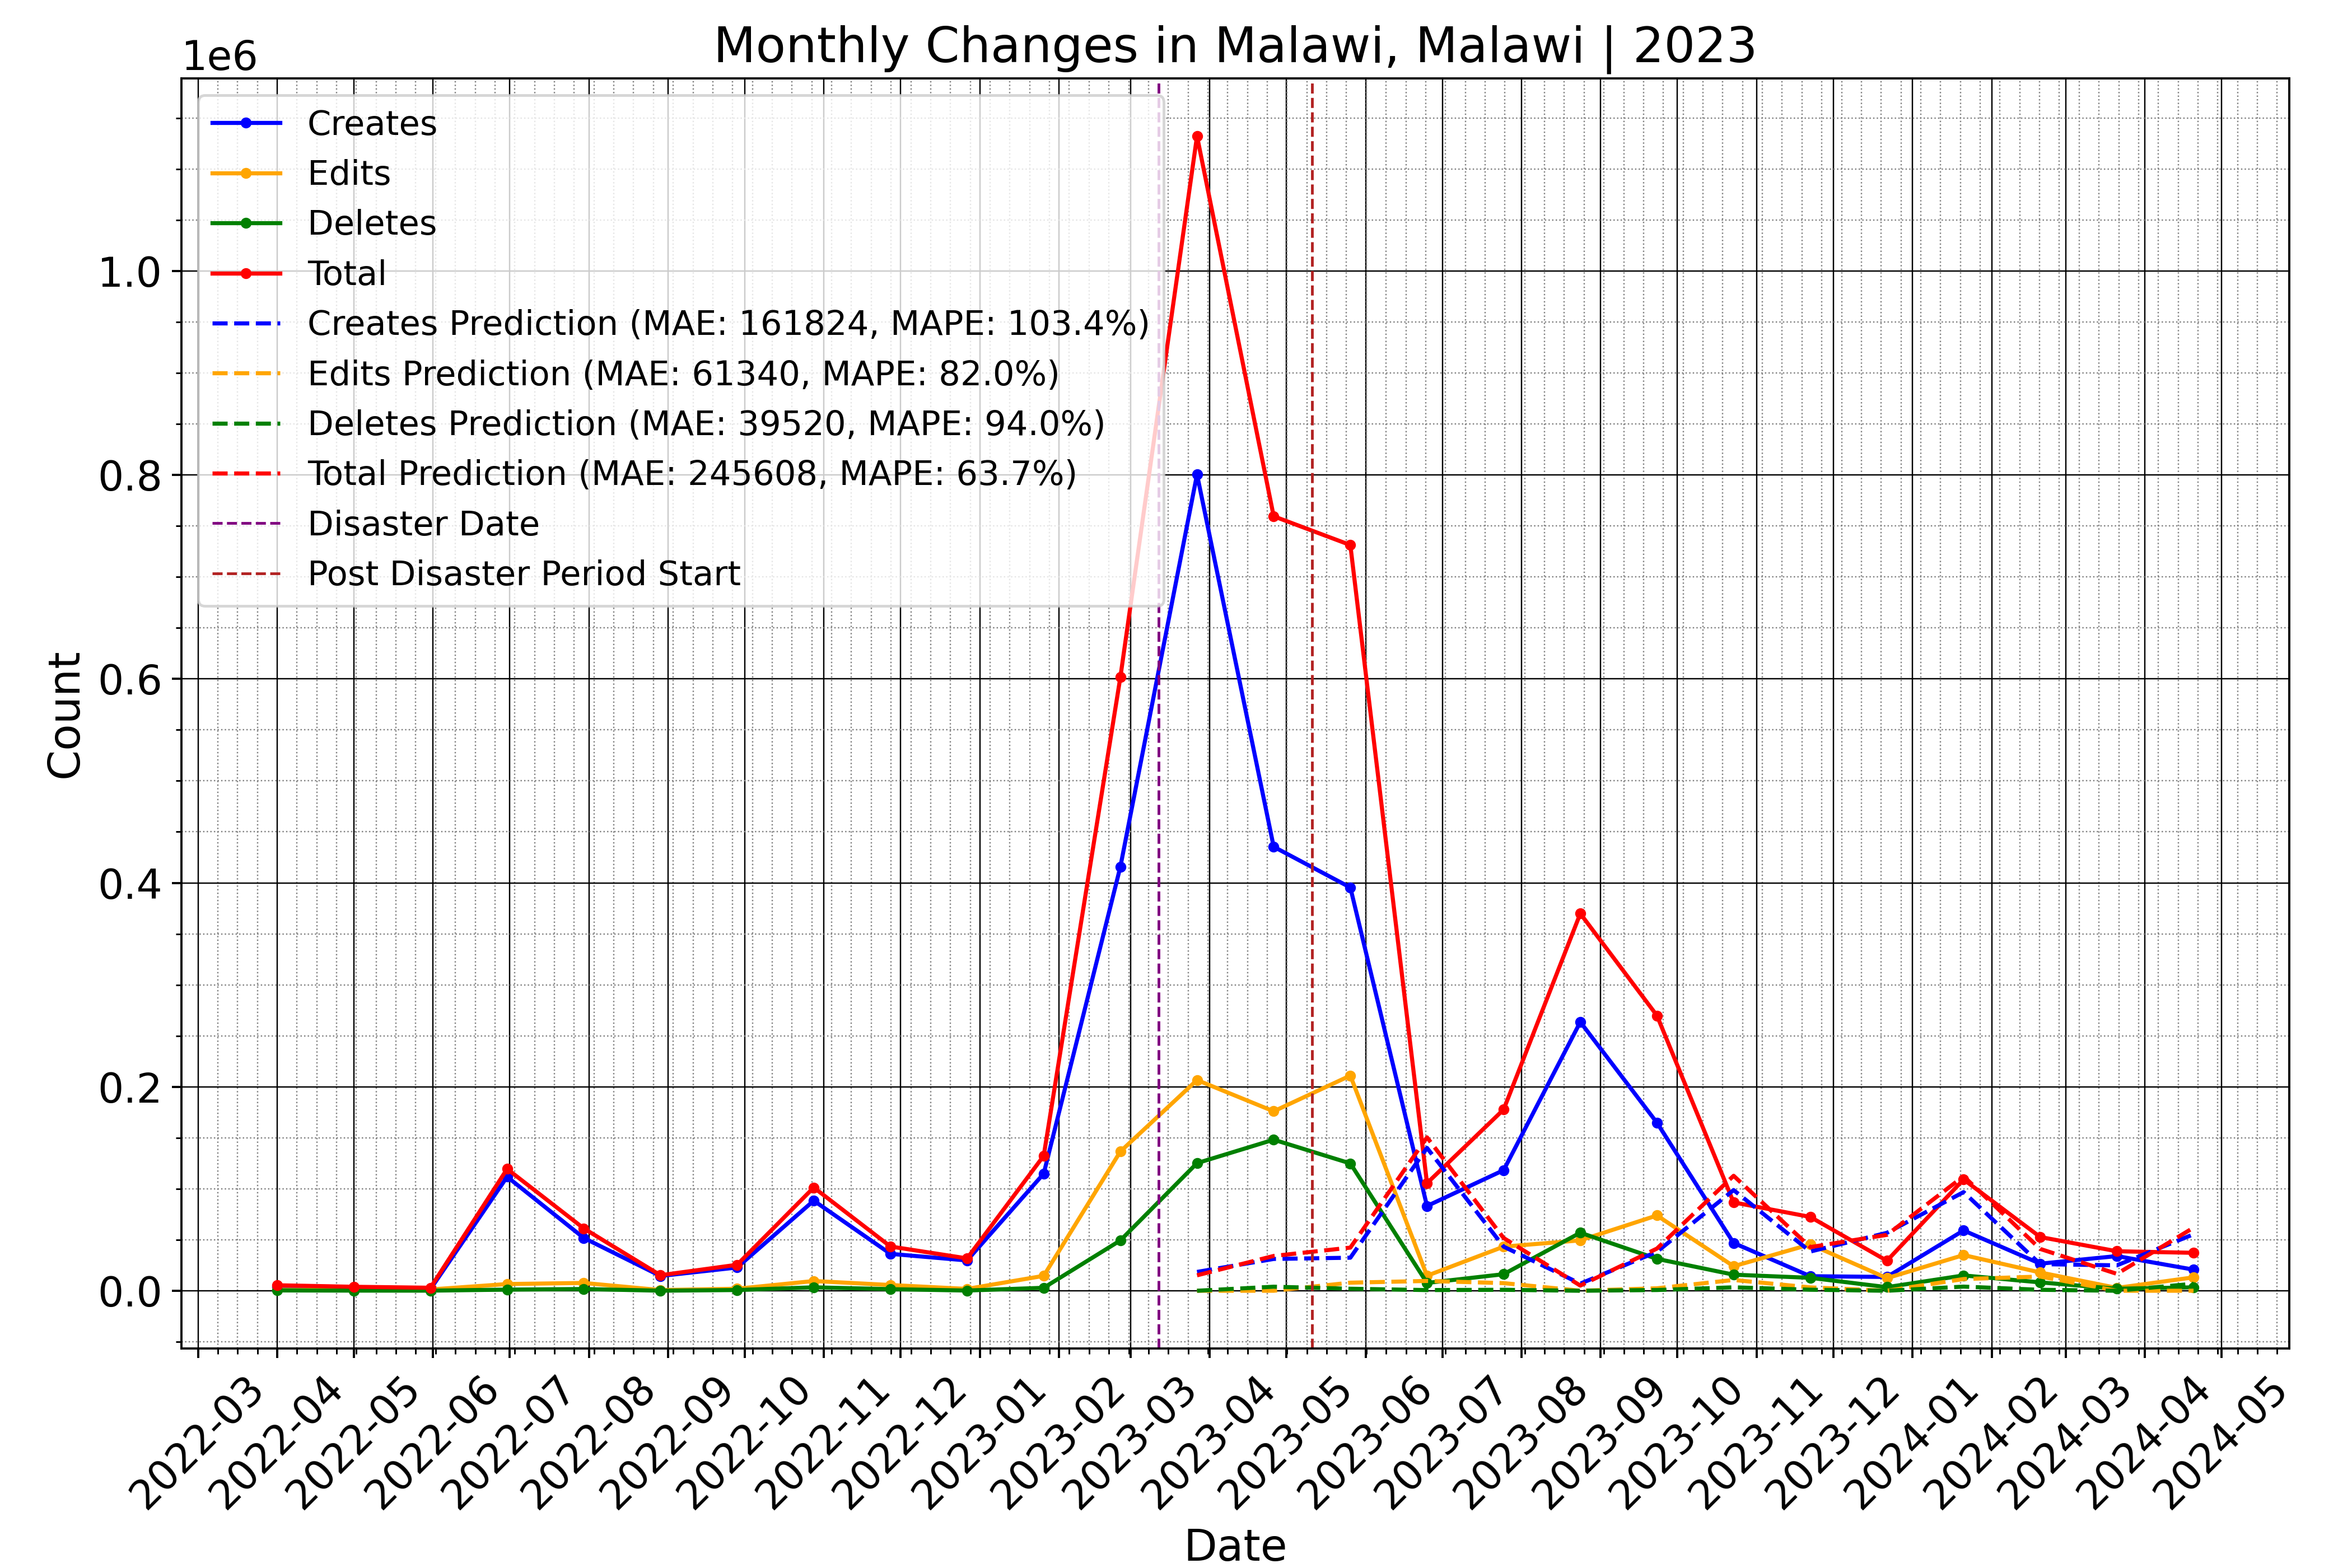 Monthly Changes in Malawi, Malawi | 2023
1e6
Creates
Edits
Deletes
Total
Creates Prediction (MAE: 161824, MAPE: 103.4%)
Edits Prediction (MAE: 61340, MAPE: 82.0%)
Deletes Prediction (MAE: 39520, MAPE: 94.0%)
Total Prediction (MAE: 245608, MAPE: 63.7%)
Disaster Date
Post Disaster Period Start
Count
1.0
0.8
0.6
0.4
0.2
0.0
2022-03
2022-04
2022-05
2022-06
2022-07
2022-08
2022-09
2022-10
2022-11
2022-12
2023-01
2023-02
2023-03
2023-04
2023-05
2023-06
2023-07
2023-08
2023-09
2023-10
2023-11
2023-12
2024-01
2024-02
2024-03
2024-04
2024-05
Date